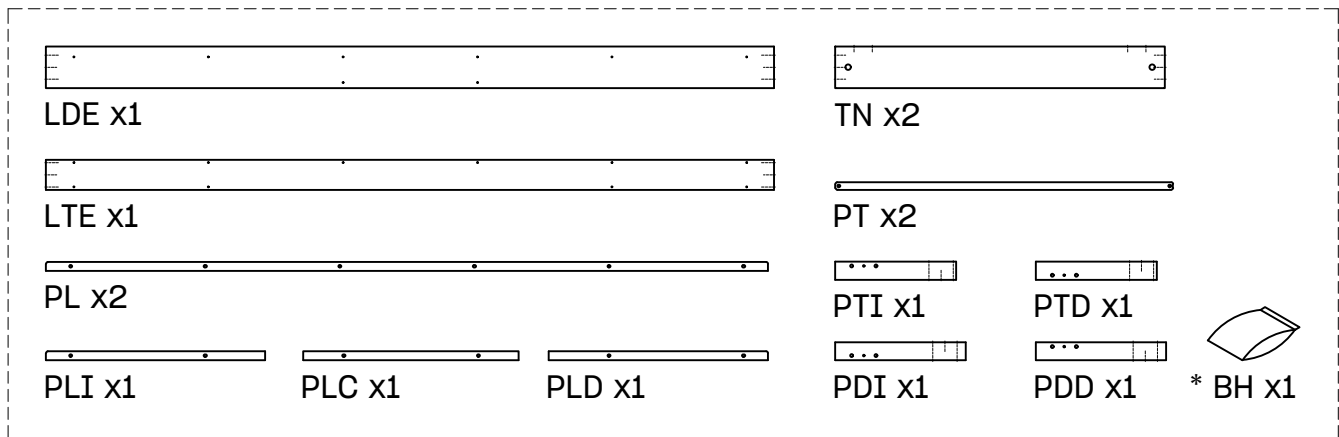 LDE x1
TN x2
LTE x1
PT x2
PL x2
PTI x1
PTD x1
PLI x1
PLC x1
PLD x1
PDI x1
PDD x1
* BH x1